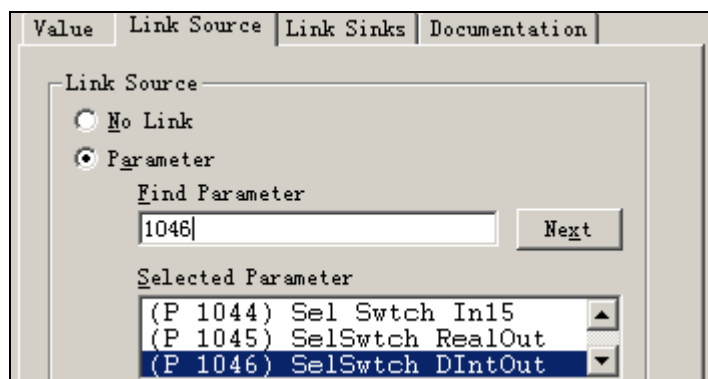 Value Link Source Link Sinks Documentation
Link Source
No Link
Parameter
Find Parameter
1046 Next
Selected Parameter
(P 1044) Sel Swtch In15
(P 1045) SelSwtch RealOut
(P 1046) SelSwtch DIntOut